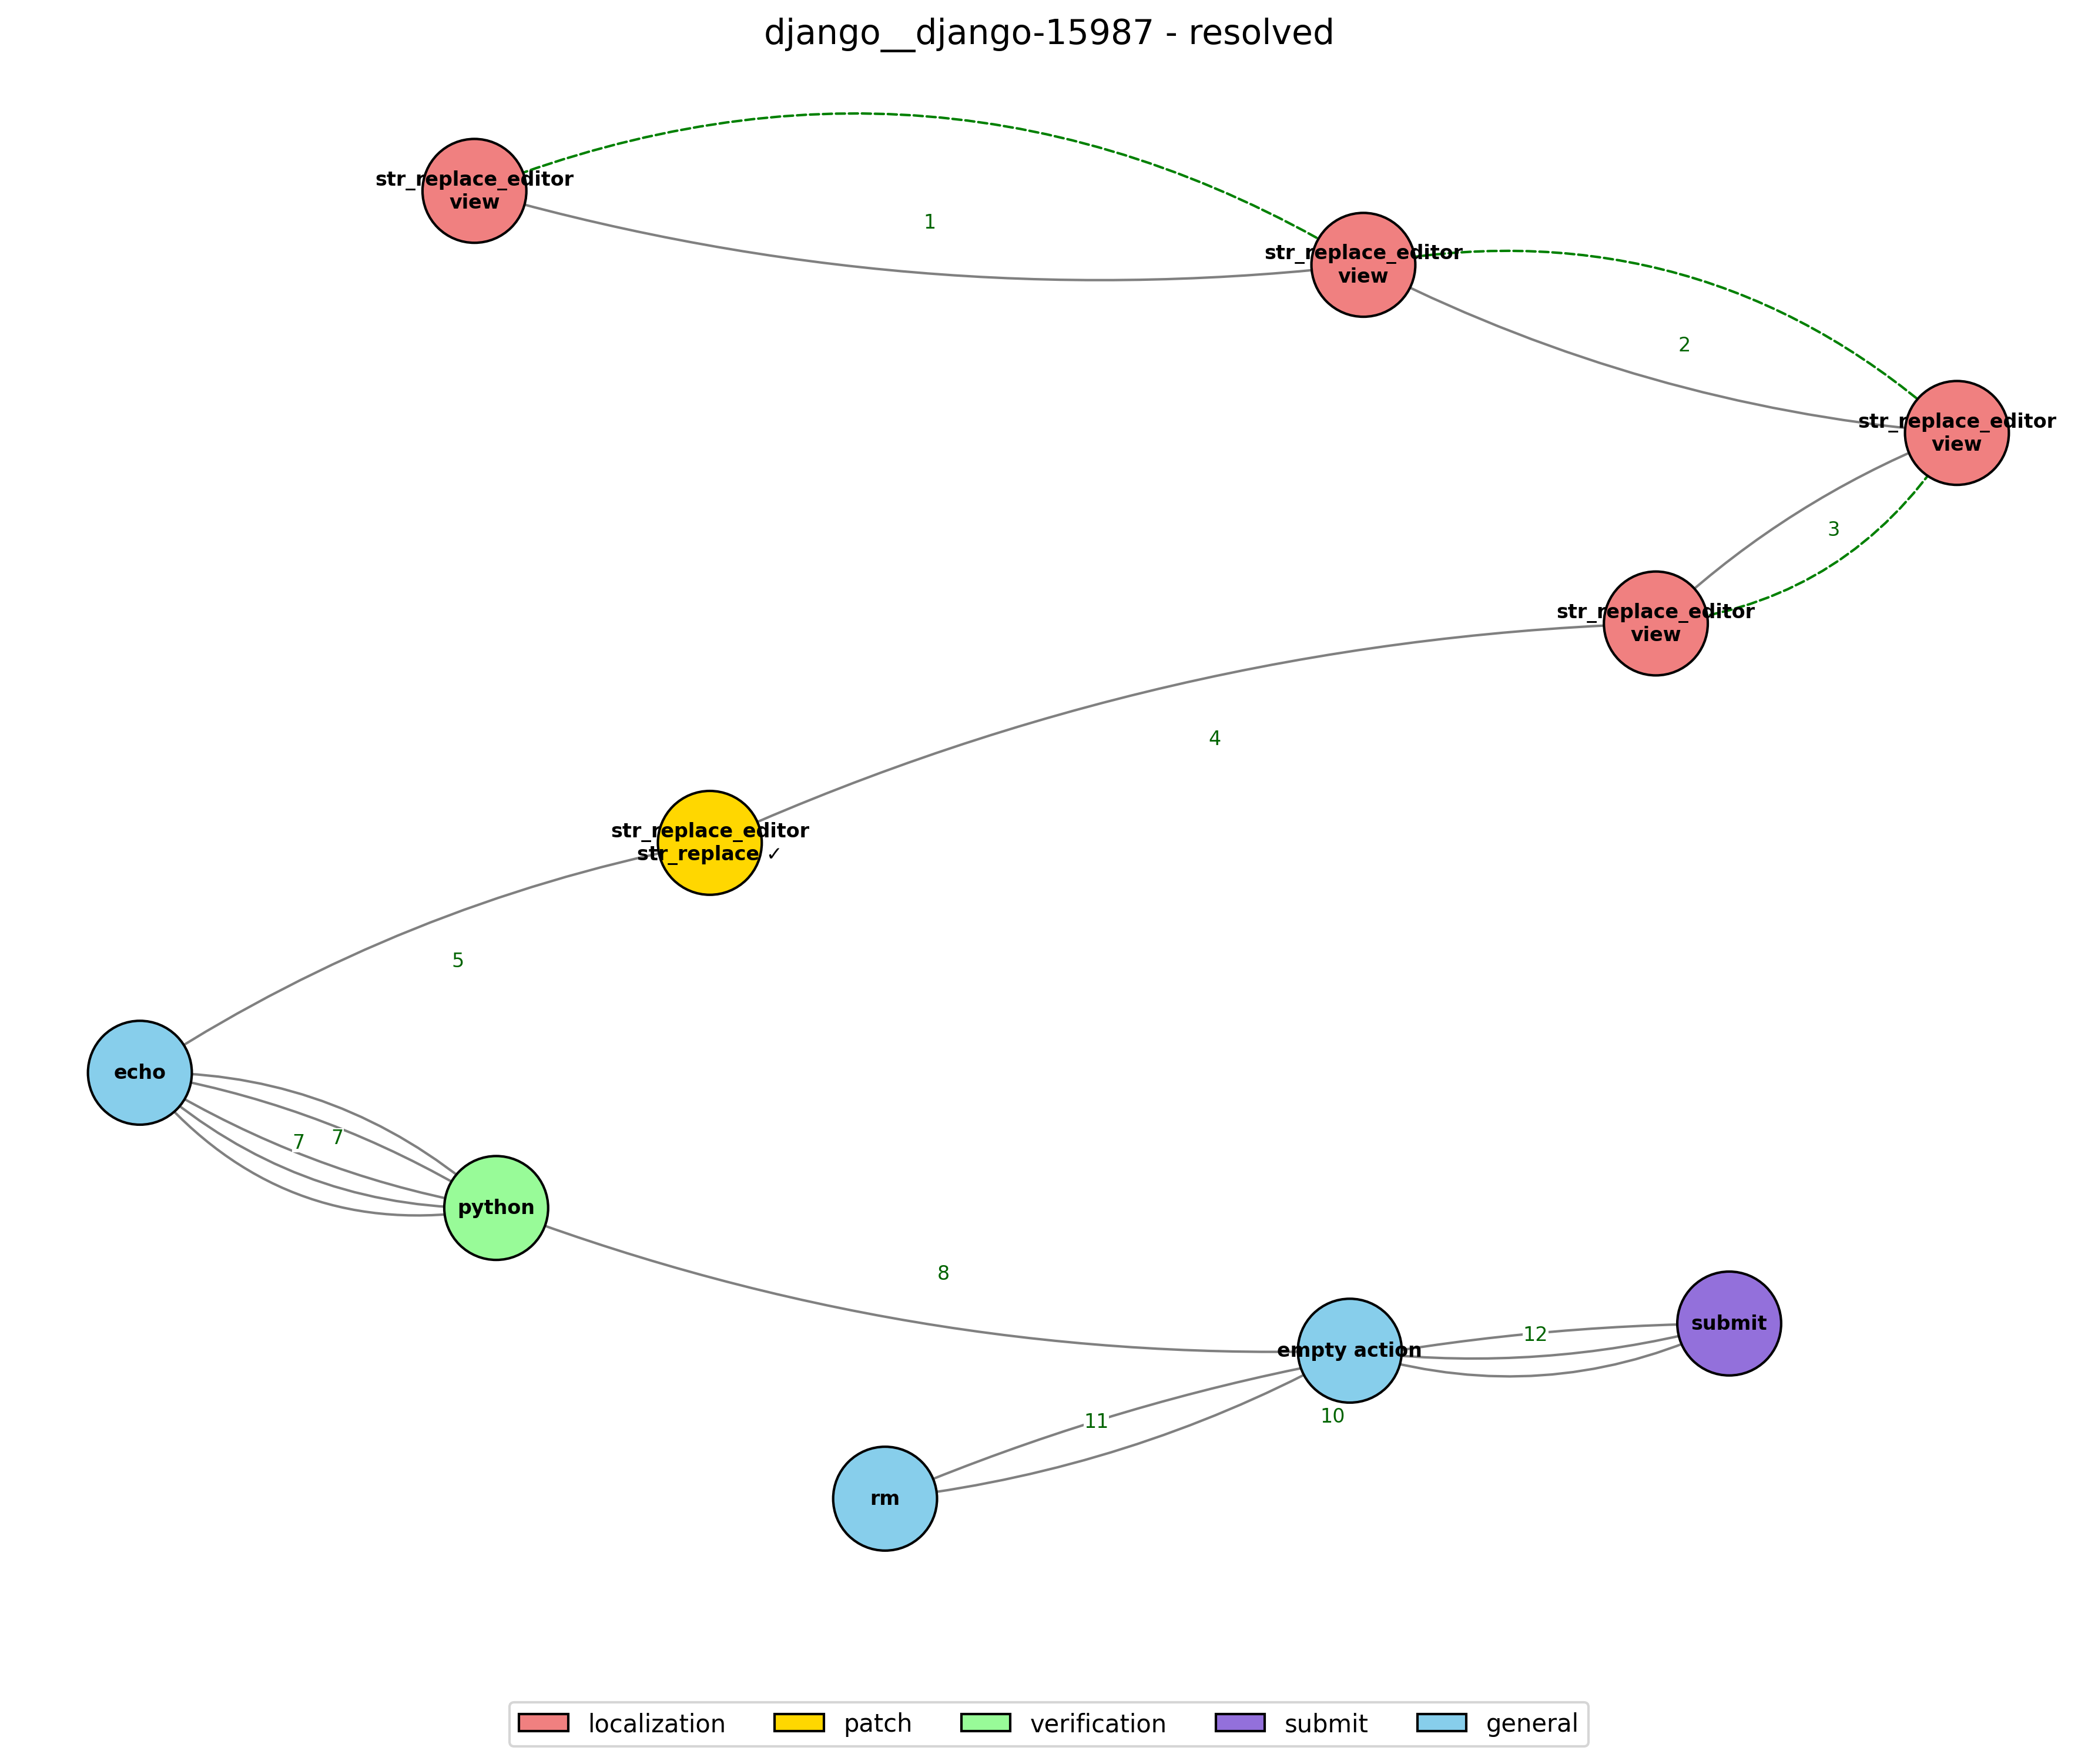 django__django-15987 - resolved
str_replace_editor
view
1
str_replace_editor
view
2
str_replace_editor
view
3
str_replace_editor
view
4
str_replace_editor
str_replace ✓
5
echo
7
7
python
8
empty action
12
submit
11
10
rm
localization
patch
verification
submit
general